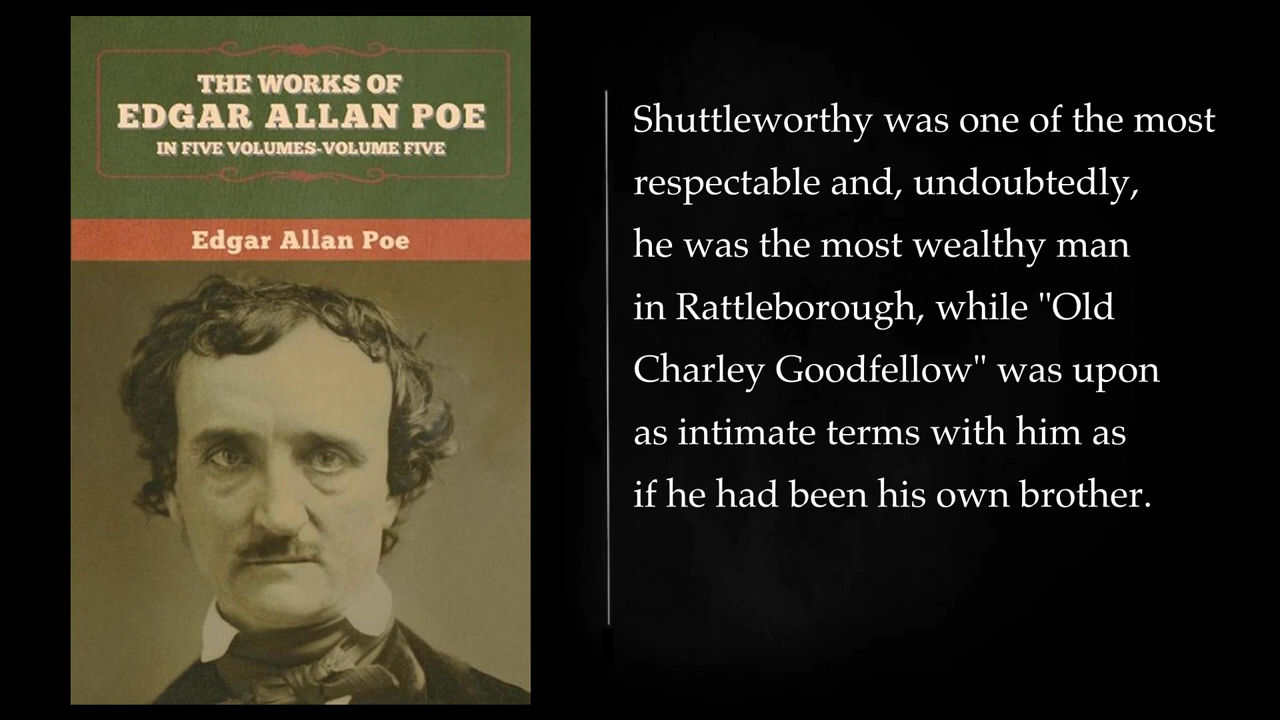 THE WORKS OF
EDGAR ALLAN POE
IN FIVE VOLUMES-VOLUME FIVE
Edgar Allan Poe
Shuttleworthy was one of the most
respectable and, undoubtedly,
he was the most wealthy man
in Rattleborough, while "Old
Charley Goodfellow" was upon
as intimate terms with him as
if he had been his own brother.